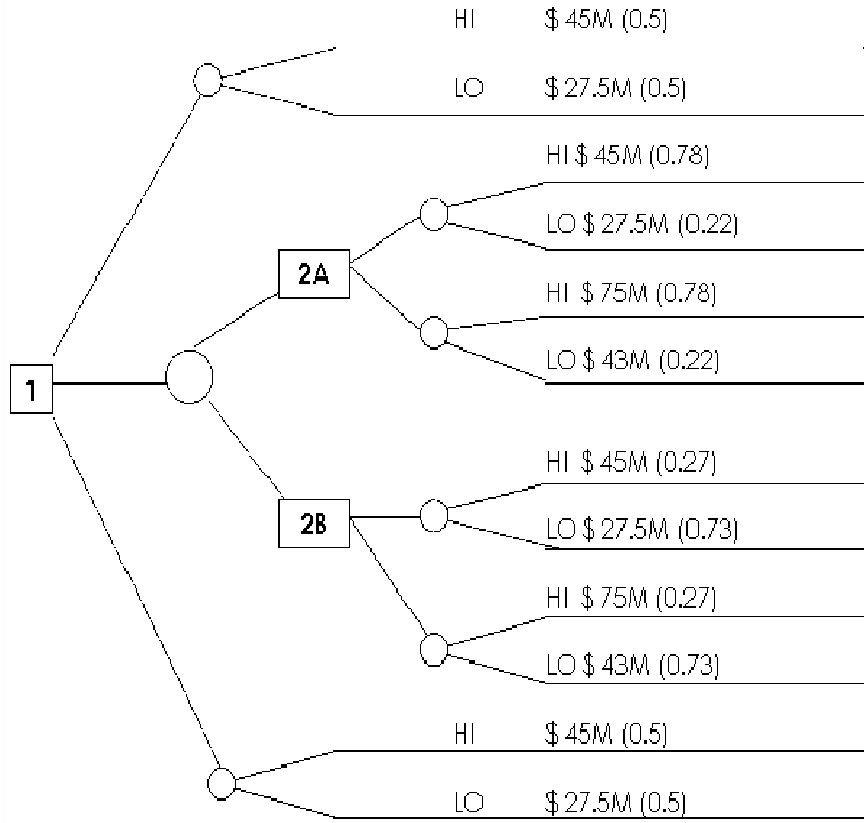 HI $ 45M (0.5)
LO $ 27.5M (0.5)
HI $ 45M (0.78)
LO $ 27.5M (0.22)
2A
HI $ 75M (0.78)
LO $ 43M (0.22)
1
HI $ 45M (0.27)
2B
LO $ 27.5M (0.73)
HI $ 75M (0.27)
LO $ 43M (0.73)
HI $ 45M (0.5)
LO $ 27.5M (0.5)